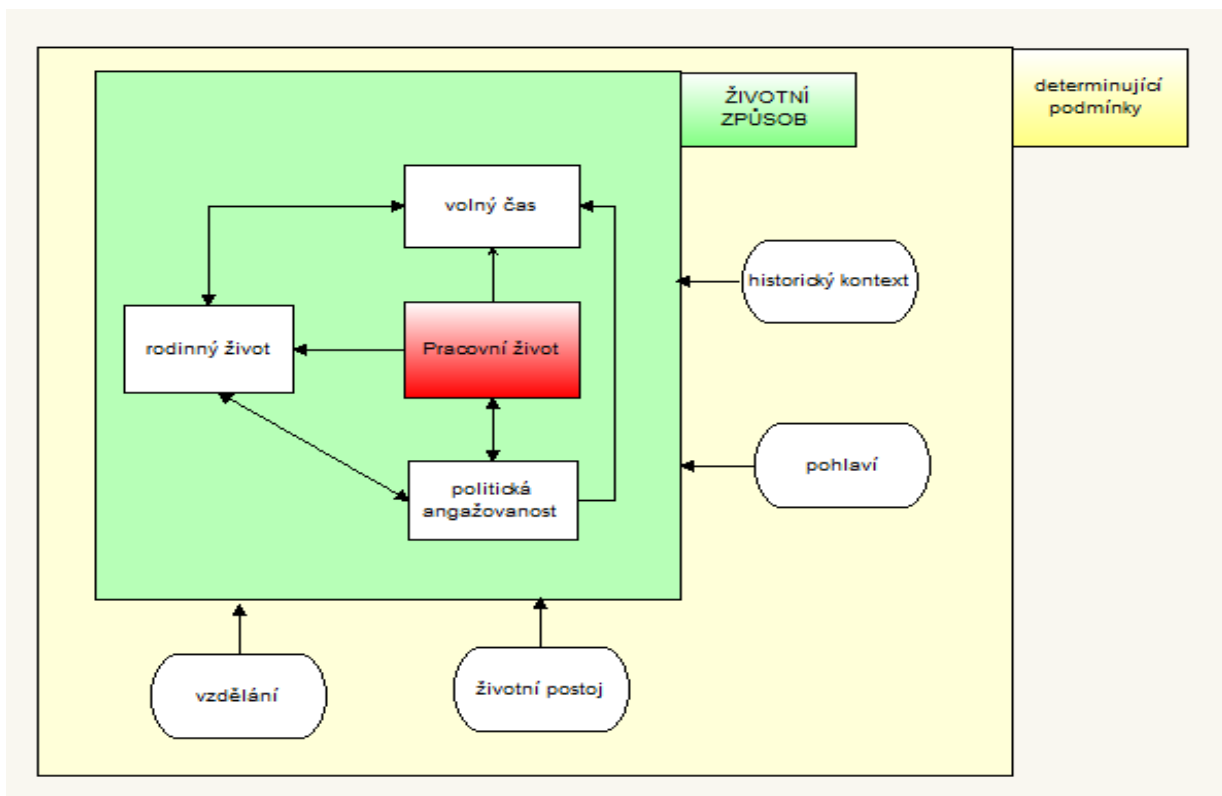 ŽIVOTNÍ
ZPŮSOB
determinující
podmínky
volný čas
historický kontext
rodinný život
Pracovní život
pohlaví
politická
angažovanost
vzdělání
životní postoj